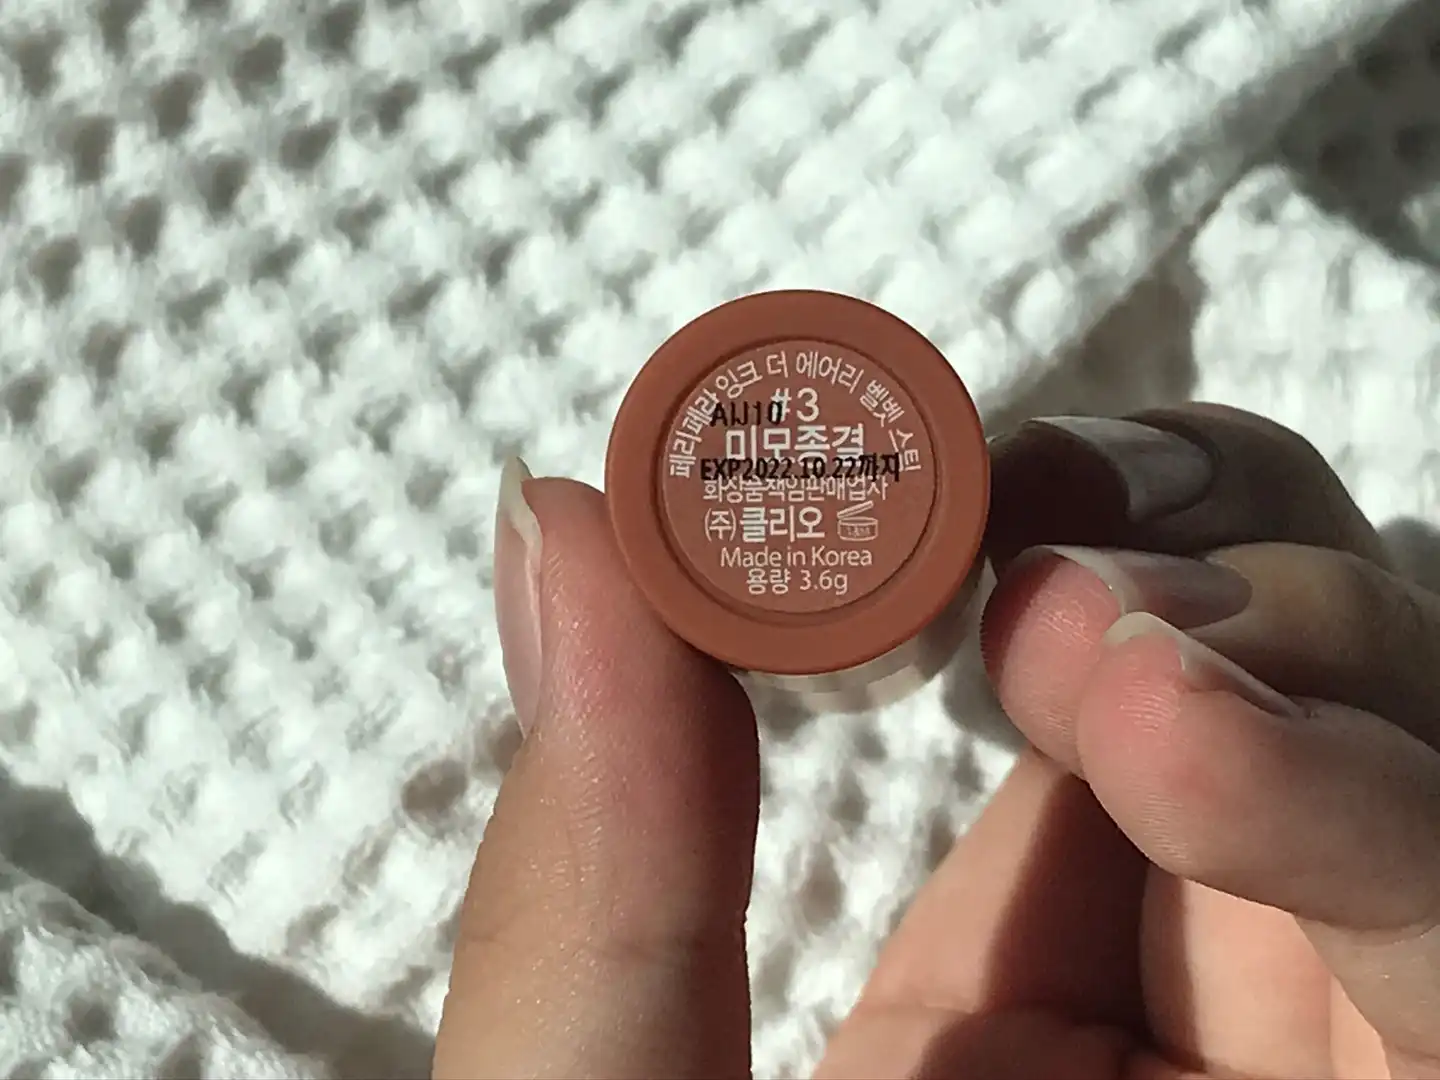 페리페라 잉크 더 에어리 벨벳 스틱
#3
AIJ10
미모종결
EXP2022.10.22까지
화장품책임판매업사
(주)클리오
Made in Korea
용량 3.6g